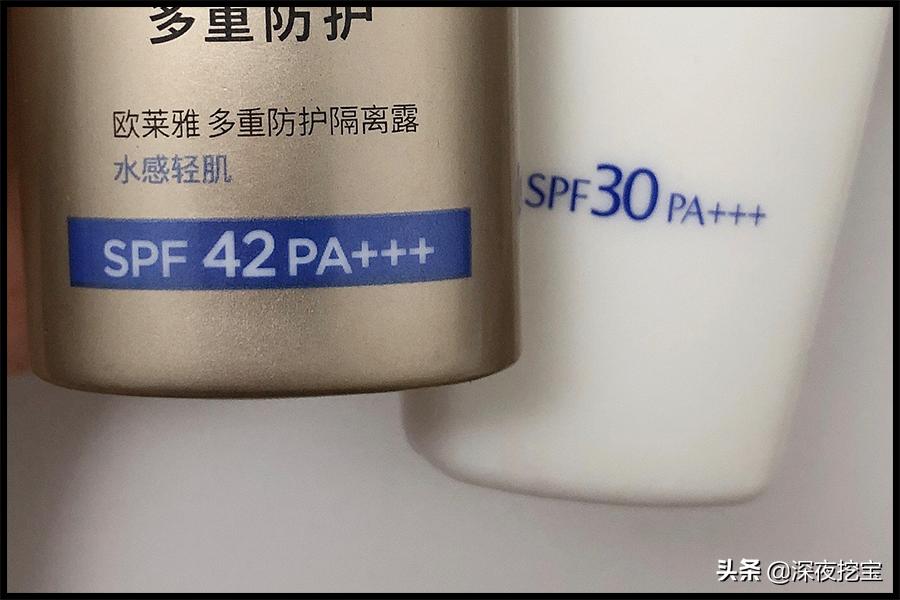 多重防护
欧莱雅 多重防护隔离露
水感轻肌
SPF 42 PA+++
SPF30 PA+++
头条 @深夜挖宝